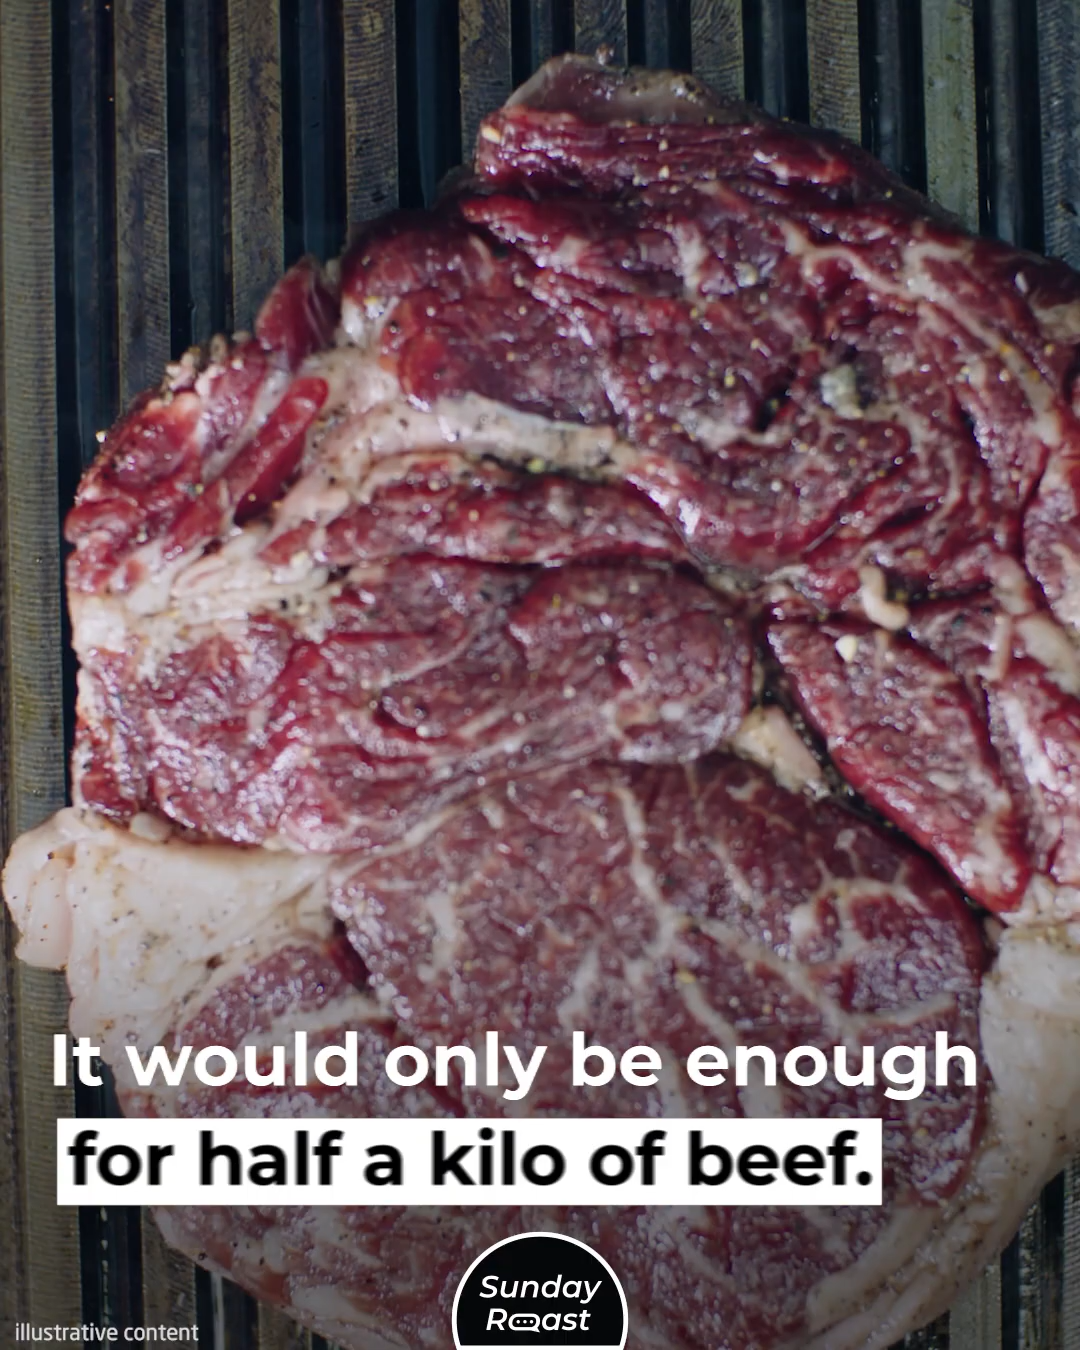 It would only be enough
for half a kilo of beef.
Sunday
Roast
illustrative content